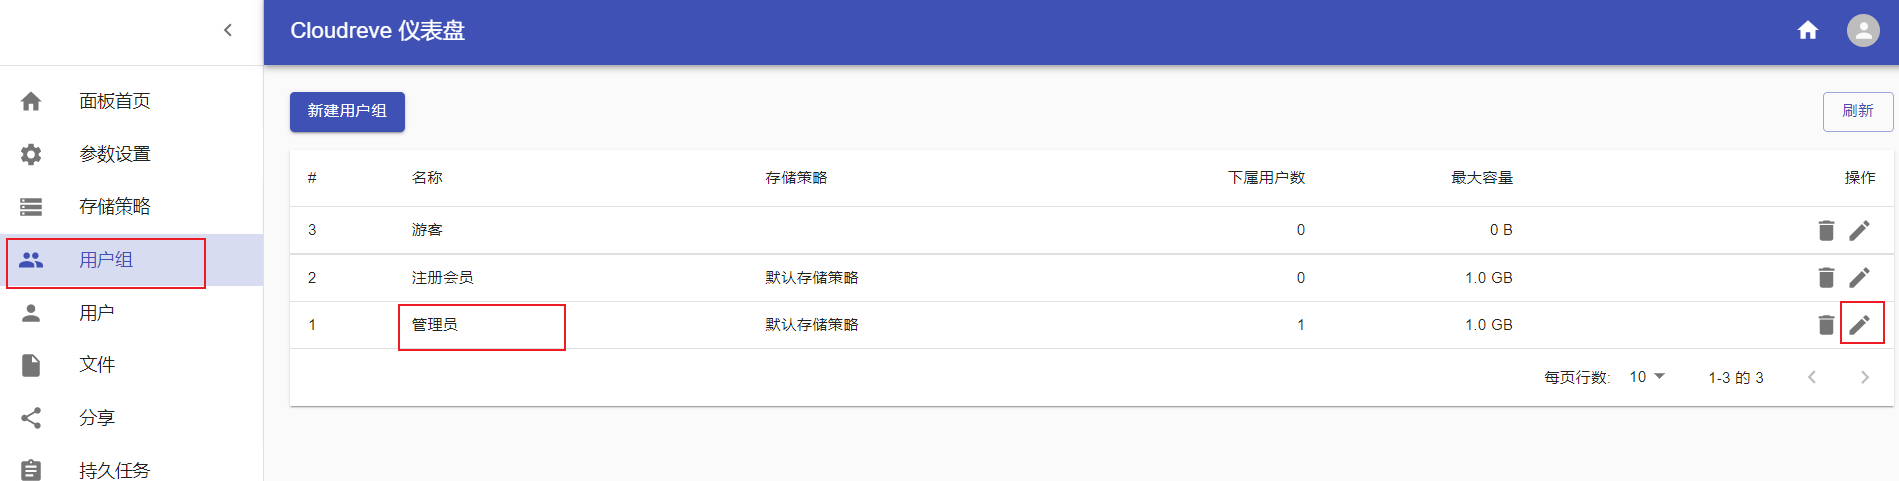 Cloudreve 仪表盘
面板首页
参数设置
存储策略
用户组
用户
文件
分享
持久任务
新建用户组
刷新
# 名称 存储策略 下属用户数 最大容量 操作
3 游客 0 0 B
2 注册会员 默认存储策略 0 1.0 GB
1 管理员 默认存储策略 1 1.0 GB
每页行数: 10 1-3 的 3